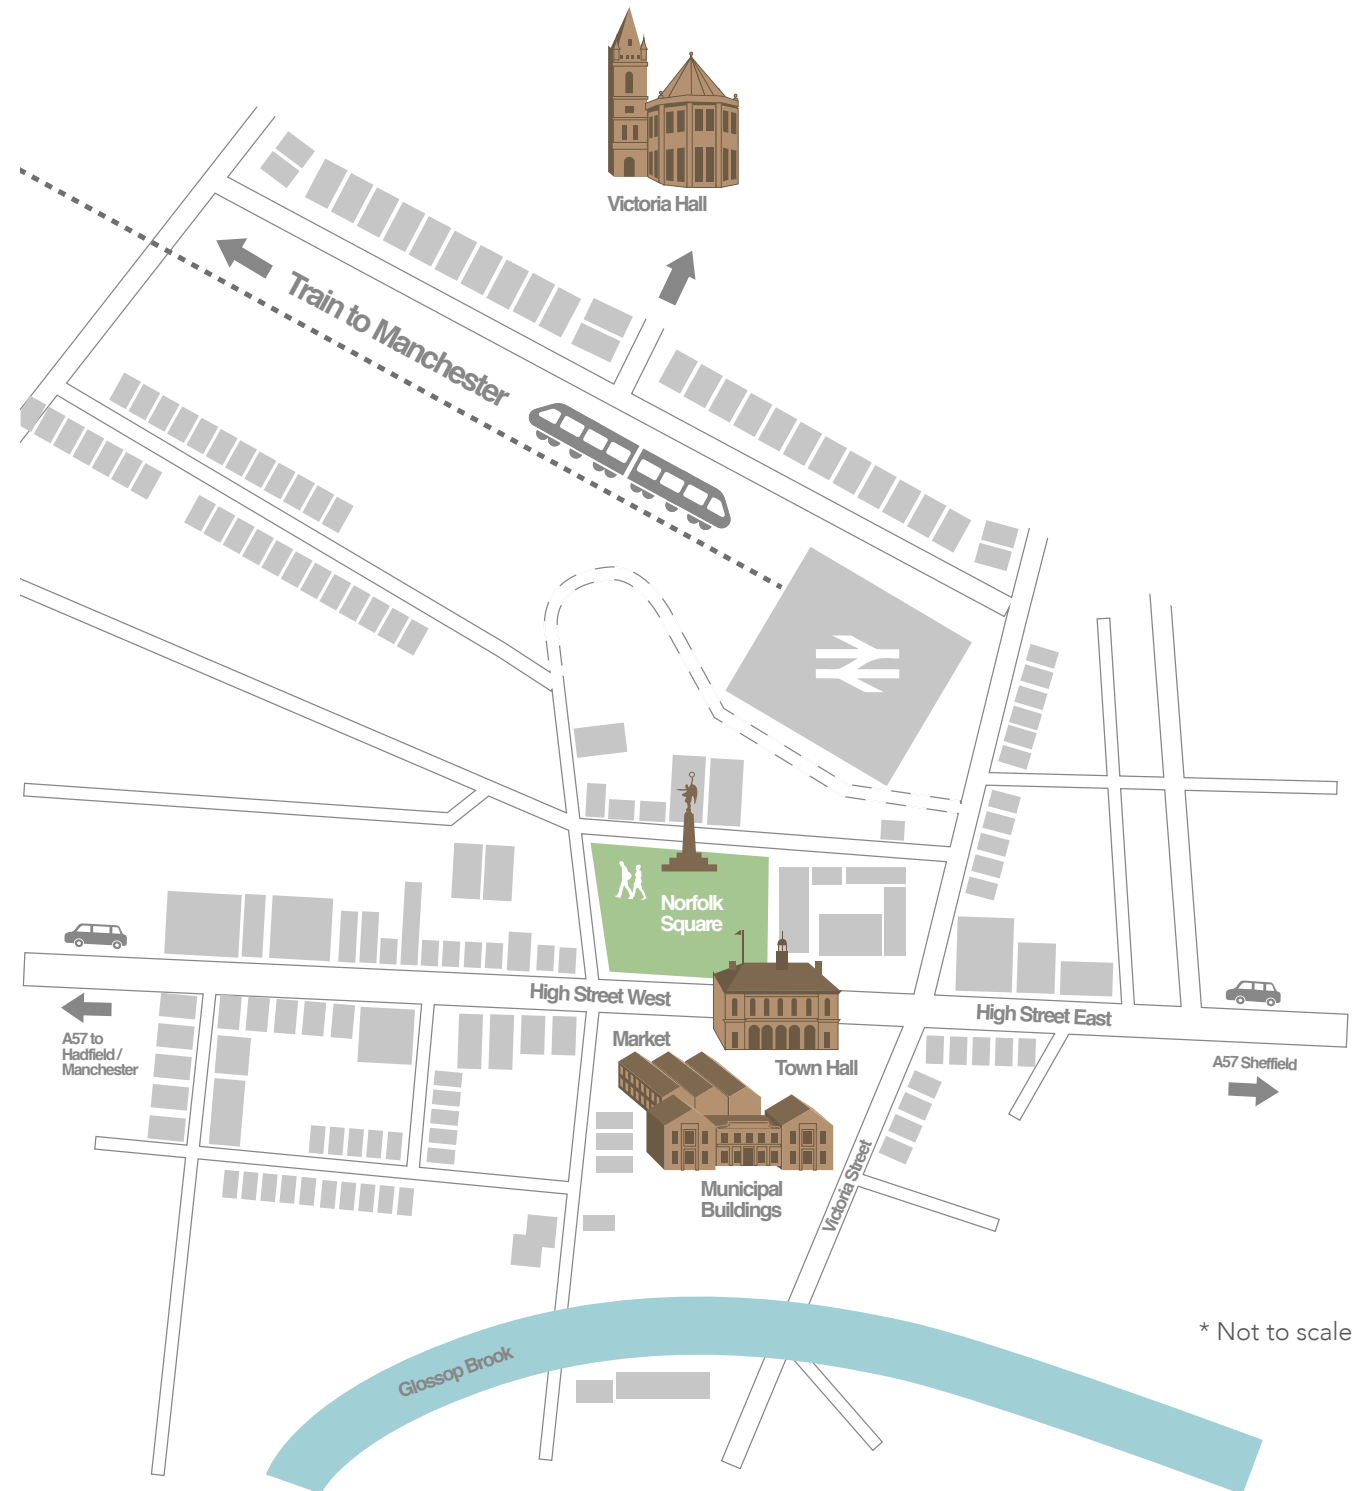 Victoria Hall
Train to Manchester
Norfolk
Square
High Street West
High Street East
A57 to
Hadfield /
Manchester
Market
Town Hall
A57 Sheffield
Municipal
Buildings
Victoria Street
* Not to scale
Glossop Brook